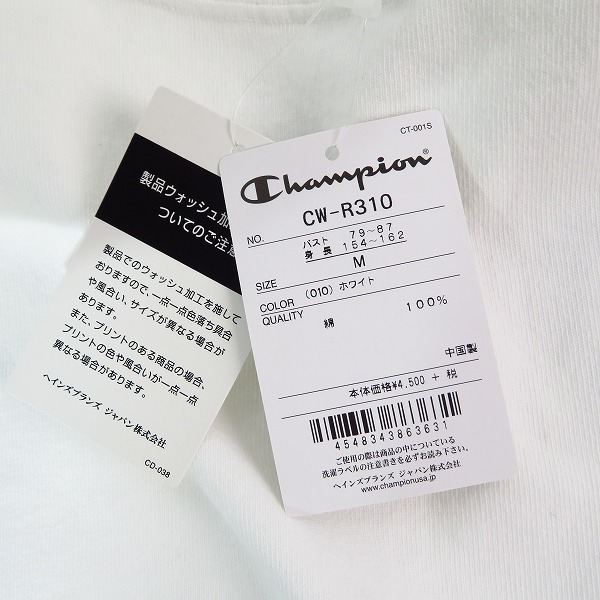 製品ウォッシュ加
ついてのご注意
製品でのウォッシュ加工を施して
おりますので、一点一点色落ち具合
や風合い、サイズが異なる場合が
あります。
また、プリントのある商品の場合、
プリントの色や風合いが一点一点
異なる場合があります。
ヘインズブランズ ジャパン株式会社
CD-038
CT-001S
Champion®
CW-R310
NO.
バスト 79~87
身長 154~162
SIZE M
COLOR (010) ホワイト
QUALITY
綿 100%
中国製
本体価格¥4,500 + 税
4548343863631
ご使用の際は商品の中についている
洗濯ラベルの注意書きを必ずお読み下さい。
ヘインズブランズ ジャパン株式会社
www.championusa.jp